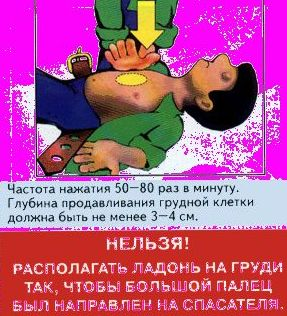 Частота нажатия 50—80 раз в минуту.
Глубина продавливания грудной клетки
должна быть не менее 3—4 см.
НЕЛЬЗЯ!
РАСПОЛАГАТЬ ЛАДОНЬ НА ГРУДИ
ТАК, ЧТОБЫ БОЛЬШОЙ ПАЛЕЦ
БЫЛ НАПРАВЛЕН НА СПАСАТЕЛЯ.